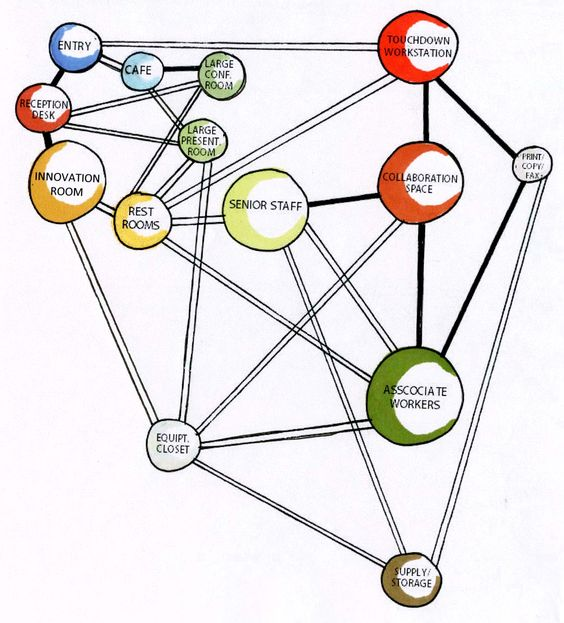 ENTRY
CAFE
LARGE
CONF.
ROOM
TOUCHDOWN
WORKSTATION
RECEPTION
DESK
LARGE
PRESENT.
ROOM
PRINT/
COPY/
FAX
INNOVATION
ROOM
REST
ROOMS
SENIOR STAFF
COLLABORATION
SPACE
ASSCOCIATE
WORKERS
EQUIPT.
CLOSET
SUPPLY/
STORAGE